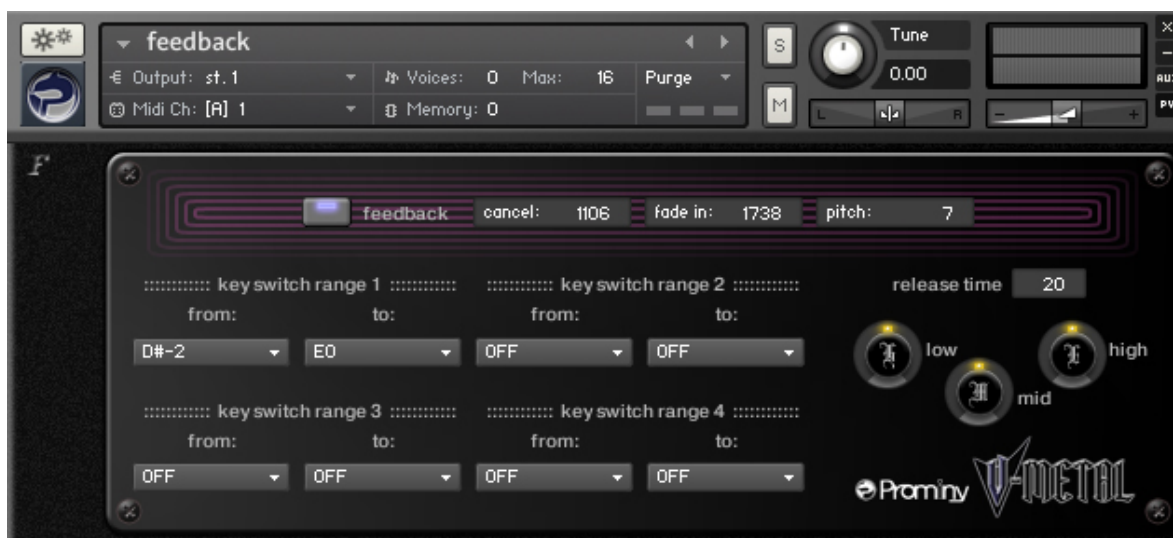 feedback
S
Tune
×
-€ Output: st. 1
Voices: 0 Max: 16
Purge
0.00
AUX
Midi Ch: [A] 1
Memory: 0
M
L
R
-
+
PV
F
feedback
cancel: 1106
fade in: 1738
pitch: 7
key switch range 1
key switch range 2
release time 20
from: to: from: to:
D#-2 E0 OFF OFF
low
high
mid
key switch range 3
key switch range 4
from: to: from: to:
OFF OFF OFF OFF
Prominy V-METAL